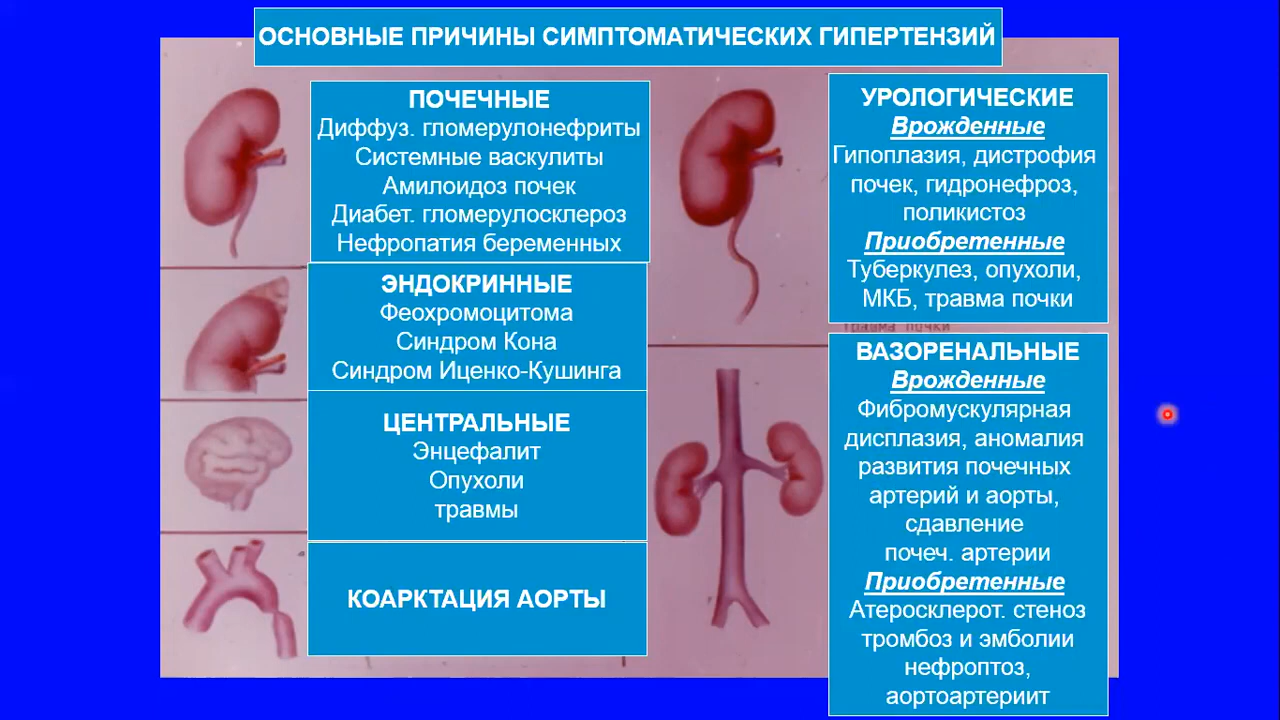 ОСНОВНЫЕ ПРИЧИНЫ СИМПТОМАТИЧЕСКИХ ГИПЕРТЕНЗИЙ
ПОЧЕЧНЫЕ
Диффуз. гломерулонефриты
Системные васкулиты
Амилоидоз почек
Диабет. гломерулосклероз
Нефропатия беременных
ЭНДОКРИННЫЕ
Феохромоцитома
Синдром Кона
Синдром Иценко-Кушинга
ЦЕНТРАЛЬНЫЕ
Энцефалит
Опухоли
травмы
КОАРКТАЦИЯ АОРТЫ
УРОЛОГИЧЕСКИЕ
Врожденные
Гипоплазия, дистрофия
почек, гидронефроз,
поликистоз
Приобретенные
Туберкулез, опухоли,
МКБ, травма почки
травма почки
ВАЗОРЕНАЛЬНЫЕ
Врожденные
Фибромускулярная
дисплазия, аномалия
развития почечных
артерий и аорты,
сдавление
почеч. артерии
Приобретенные
Атеросклерот. стеноз
тромбоз и эмболии
нефроптоз,
аортоартериит